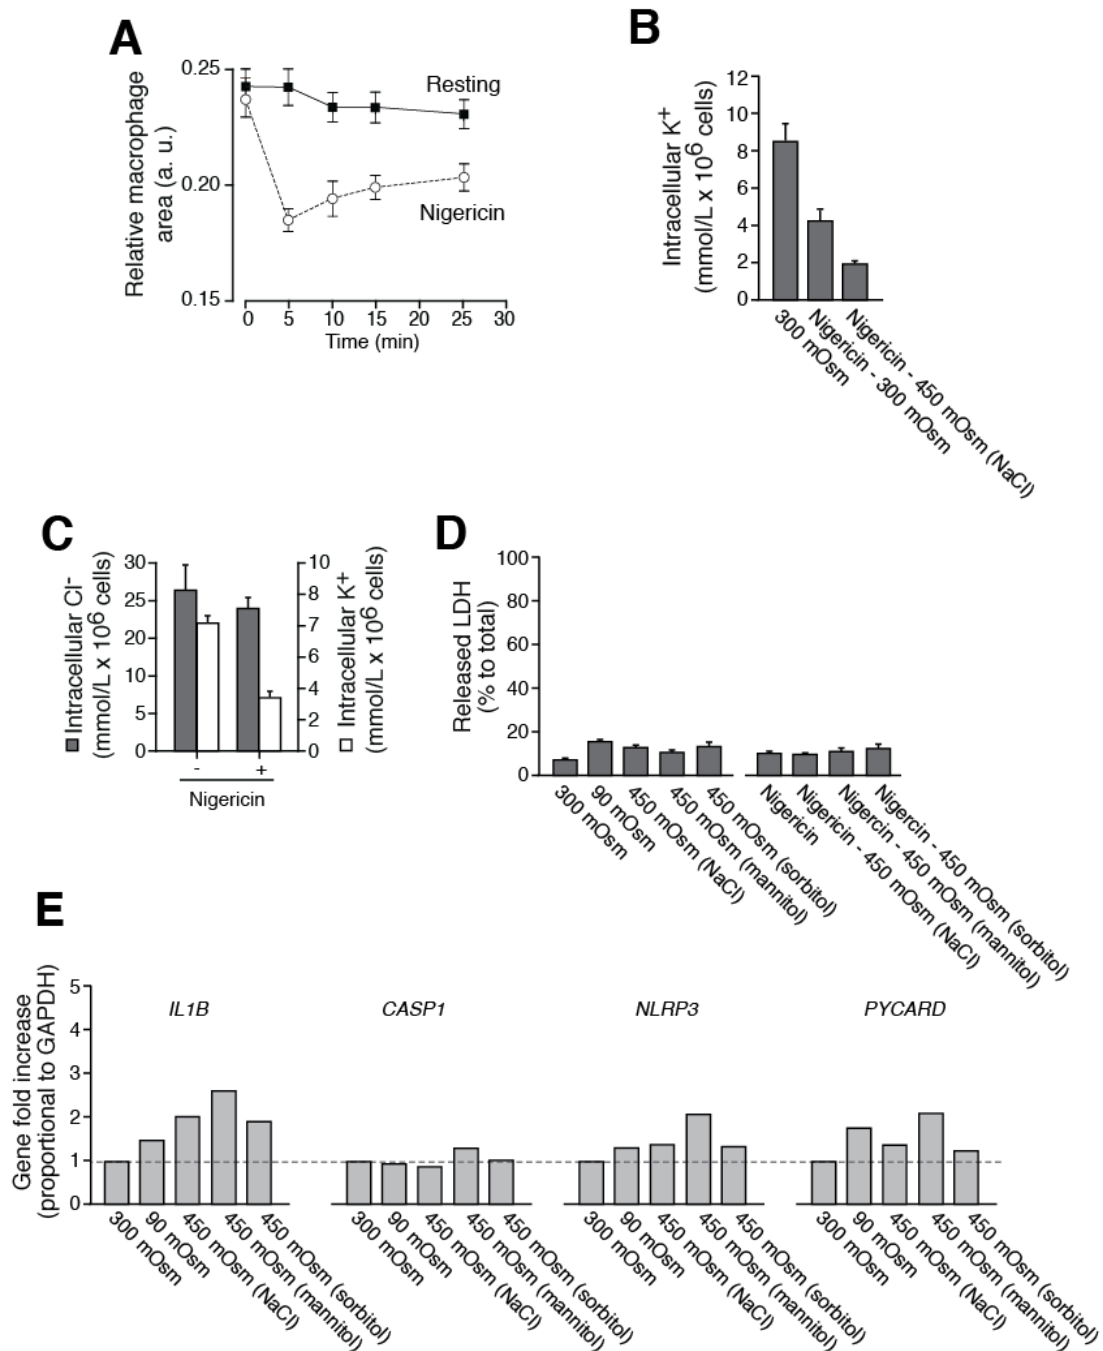 A
Relative macrophage
area (a. u.)
0.25
0.20
0.15
Resting
Nigericin
0 5 10 15 20 25 30
Time (min)
B
Intracellular K+
(mmol/L x 10⁶ cells)
12
10
8
6
4
2
0
300 mOsm
Nigericin - 300 mOsm
Nigericin - 450 mOsm (NaCl)
C
Intracellular Cl-
(mmol/L x 10⁶ cells)
30
25
20
10
5
0
10
8
7
6
4
2
0
Intracellular K+
(mmol/L x 10⁶ cells)
- +
Nigericin
D
Released LDH
(% to total)
100
80
60
40
20
0
300 mOsm
90 mOsm
450 mOsm (NaCl)
450 mOsm (mannitol)
450 mOsm (sorbitol)
Nigericin
Nigericin - 450 mOsm (NaCl)
Nigercin - 450 mOsm (mannitol)
Nigercin - 450 mOsm (sorbitol)
E
Gene fold increase
(proportional to GAPDH)
5
4
3
2
1
0
IL1B
CASP1
NLRP3
PYCARD
300 mOsm
90 mOsm
450 mOsm (NaCl)
450 mOsm (mannitol)
450 mOsm (sorbitol)
300 mOsm
90 mOsm
450 mOsm (NaCl)
450 mOsm (mannitol)
450 mOsm (sorbitol)
300 mOsm
90 mOsm
450 mOsm (NaCl)
450 mOsm (mannitol)
450 mOsm (sorbitol)
300 mOsm
90 mOsm
450 mOsm (NaCl)
450 mOsm (mannitol)
450 mOsm (sorbitol)